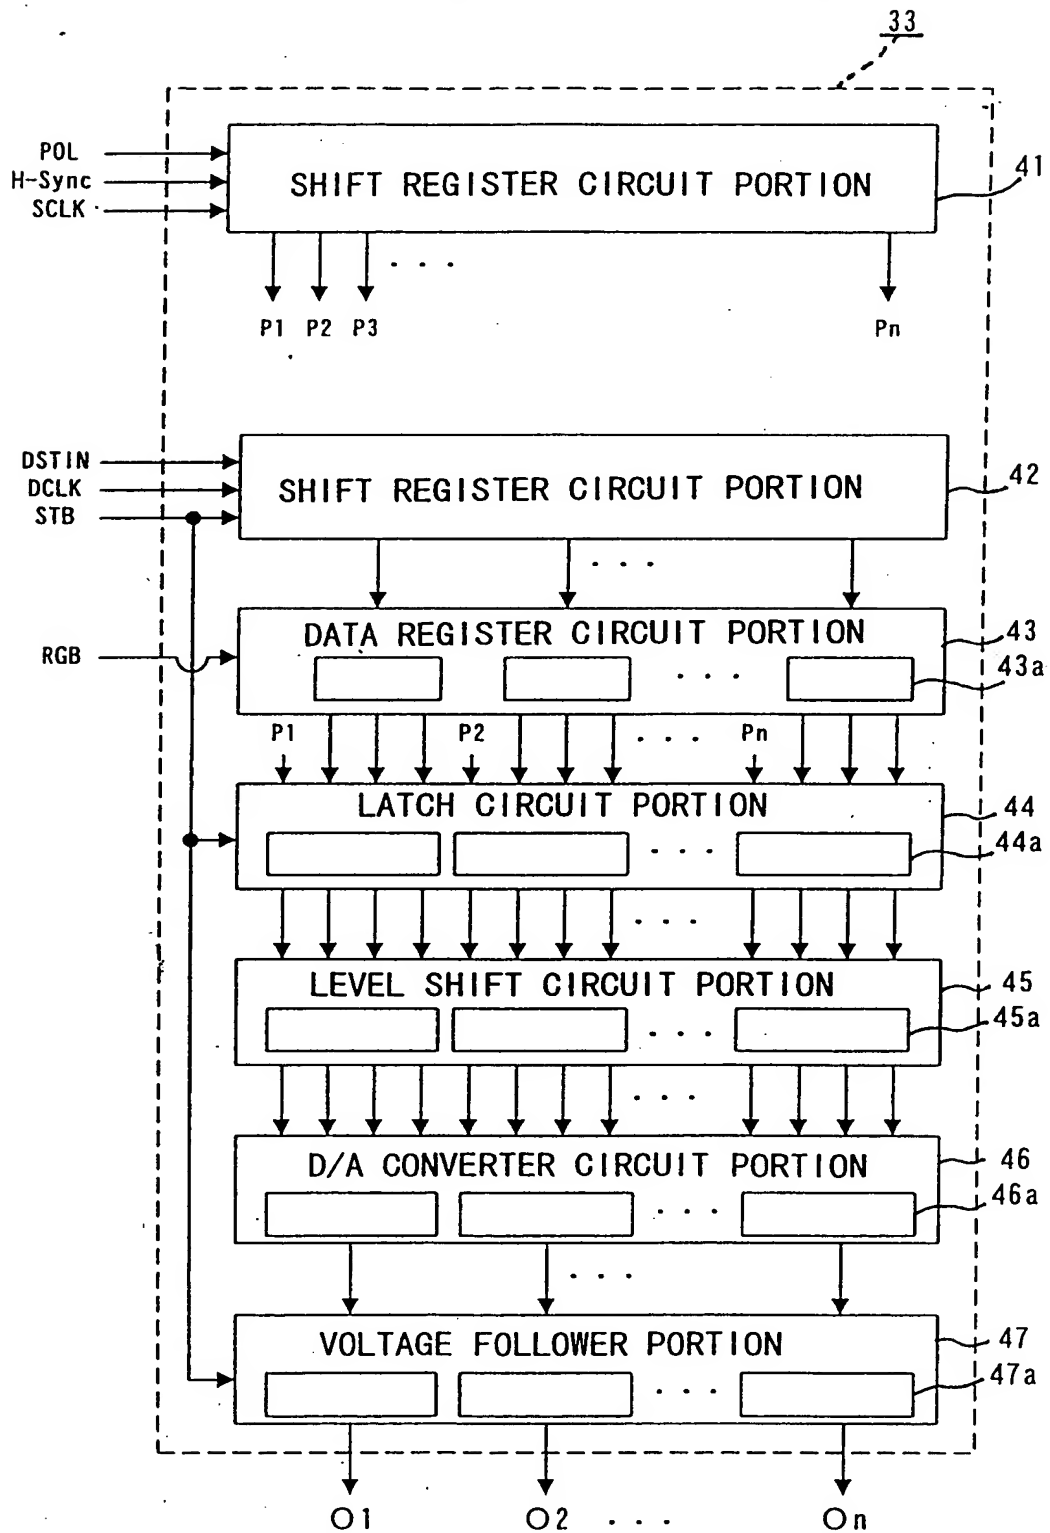 33
POL
H-Sync
SCLK
SHIFT REGISTER CIRCUIT PORTION
41
P1 P2 P3 . . . Pn
DSTIN
DCLK
STB
SHIFT REGISTER CIRCUIT PORTION
42
. . .
DATA REGISTER CIRCUIT PORTION
43
RGB
. . .
43a
P1 P2 . . . Pn
LATCH CIRCUIT PORTION
44
. . .
44a
. . .
LEVEL SHIFT CIRCUIT PORTION
45
. . .
45a
. . .
D/A CONVERTER CIRCUIT PORTION
46
. . .
46a
. . .
VOLTAGE FOLLOWER PORTION
47
. . .
47a
O1 O2 . . . On